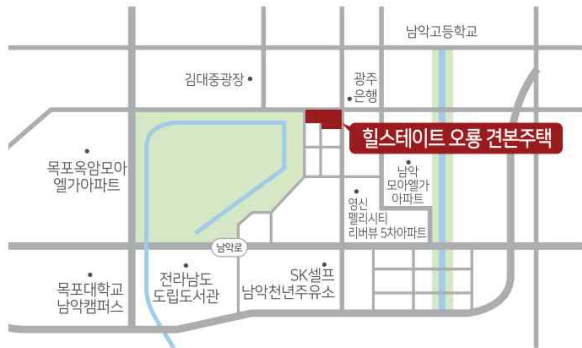 남악고등학교
김대중광장
광주
은행
힐스테이트 오룡 견본주택
목포옥암모아
엘가아파트
남악
모아엘가
아파트
영신
펠리시티
리버뷰 5차아파트
남악로
목포대학교
남악캠퍼스
전라남도
도립도서관
SK셀프
남악천년주유소